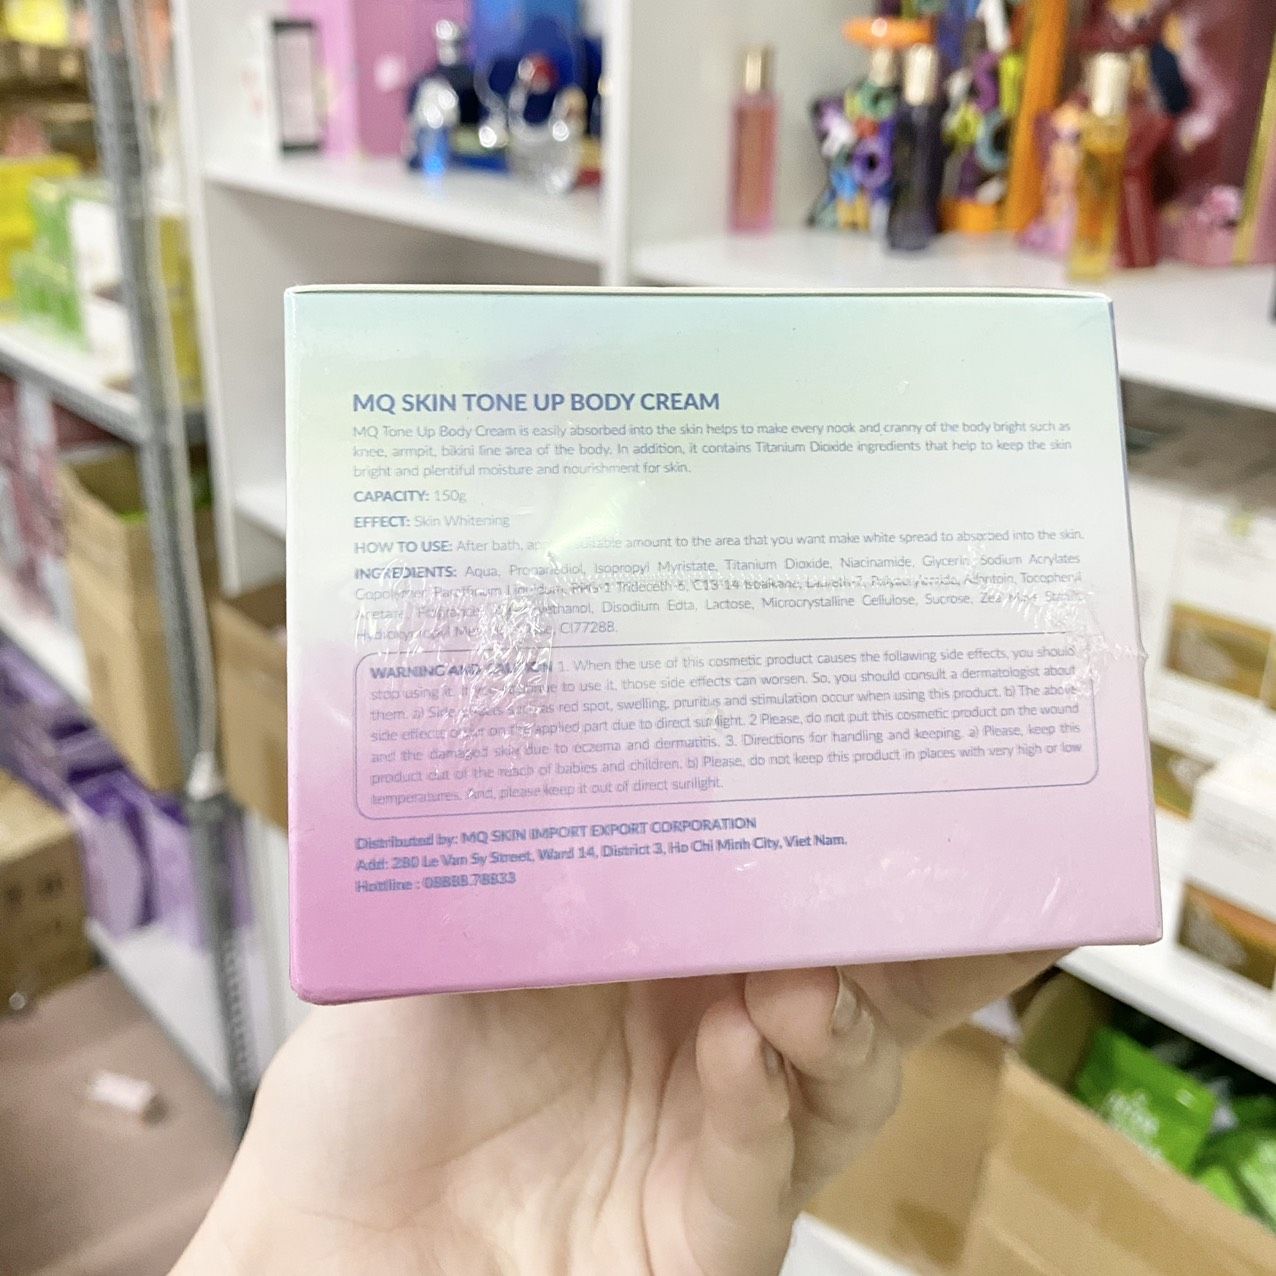 MQ SKIN TONE UP BODY CREAM
MQ Tone Up Body Cream is easily absorbed into the skin helps to make every nook and cranny of the body bright such as
knee, armpit, bikini line area of the body. In addition, it contains Titanium Dioxide ingredients that help to keep the skin
bright and plentiful moisture and nourishment for skin.
CAPACITY: 150g
EFFECT: Skin Whitening
HOW TO USE: After bath, amount to the area that you want make white spread to absorbed into the skin.
INGREDIENTS: Aqua, Propanediol, Isopropyl Myristate, Titanium Dioxide, Niacinamide, Glycerin, Sodium Acrylates
Copolymer, Paraffinum Liquidum, PPG-1 Trideceth-6, C13-14 Isoalkane, Laureth-7, Allantoin, Tocopheryl
Acetate, Disodium Edta, Lactose, Microcrystalline Cellulose, Sucrose, Zea Mays
CI77288.
WARNING AND 1. When the use of this cosmetic product causes the following side effects, you should
stop using it. to use it, those side effects can worsen. So, you should consult a dermatologist about
them. a) Side as red spot, swelling, pruritus and stimulation occur when using this product. b) The above
side effects on the applied part due to direct sunlight. 2 Please, do not put this cosmetic product on the wound
and the damaged skin due to eczema and dermatitis. 3. Directions for handling and keeping. a) Please, keep this
product out of the reach of babies and children. b) Please, do not keep this product in places with very high or low
temperatures. And, please keep it out of direct sunlight.
Distributed by: MQ SKIN IMPORT EXPORT CORPORATION
Add: 280 Le Van Sy Street, Ward 14, District 3, Ho Chi Minh City, Viet Nam.
Hotline : 08888.78833